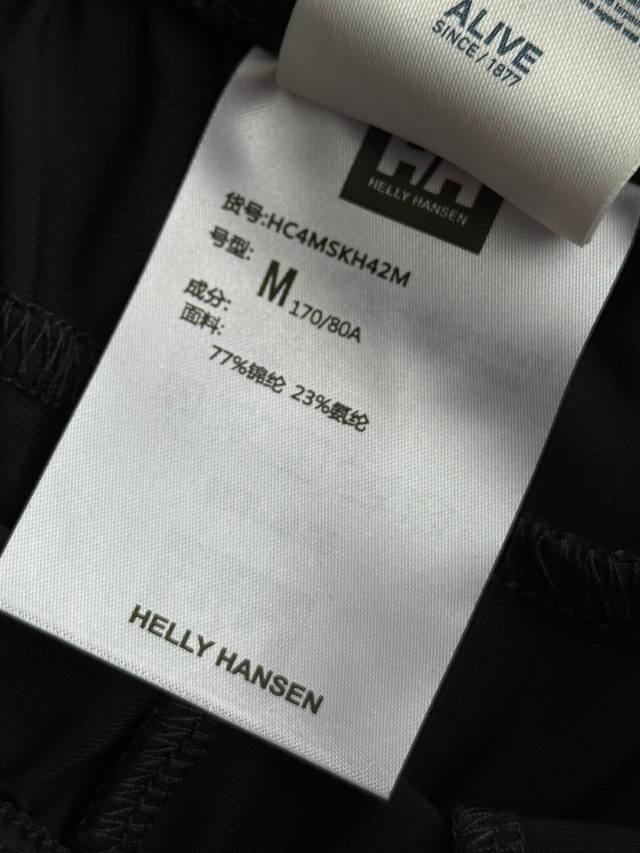 ALIVE
SINCE / 1877
HH
HELLY HANSEN
货号:HC4MSKH42M
号型:
M 170/80A
成分:
面料:
77%锦纶 23%氨纶
HELLY HANSEN